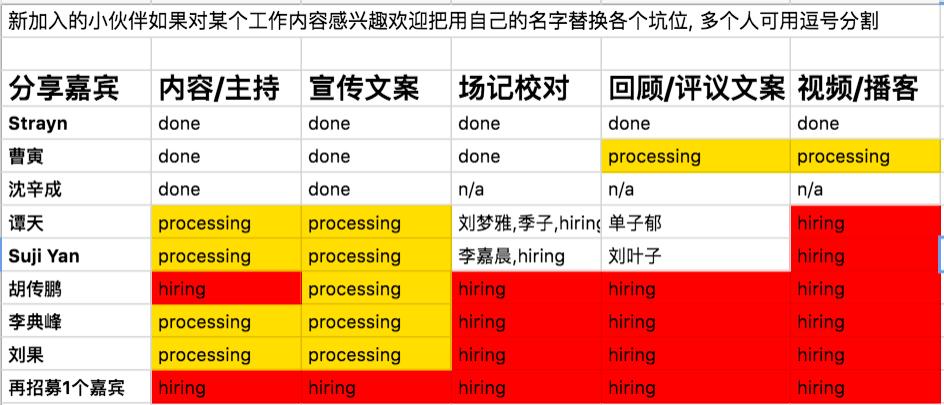 新加入的小伙伴如果对某个工作内容感兴趣欢迎把用自己的名字替换各个坑位, 多个人可用逗号分割
分享嘉宾 内容/主持 宣传文案 场记校对 回顾/评议文案 视频/播客
Strayn done done done done done
曹寅 done done done processing processing
沈辛成 done done n/a n/a n/a
谭天 processing processing 刘梦雅,季子,hiring 单子郁 hiring
Suji Yan processing processing 李嘉晨,hiring 刘叶子 hiring
胡传鹏 hiring processing hiring hiring hiring
李典峰 processing processing hiring hiring hiring
刘果 processing processing hiring hiring hiring
再招募1个嘉宾 hiring hiring hiring hiring hiring